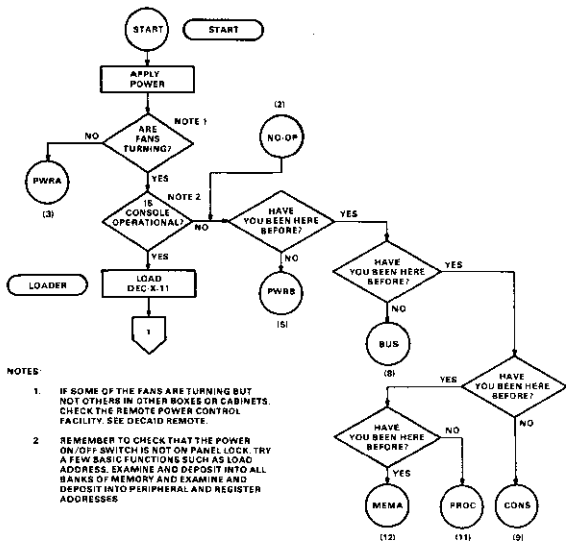 START
START
APPLY
POWER
NOTE 1
ARE
FANS
TURNING?
NO
YES
PWRA
(3)
(2)
NO-OP
NOTE 2
IS
CONSOLE
OPERATIONAL?
NO
YES
HAVE
YOU BEEN HERE
BEFORE?
YES
NO
PWRB
(5)
LOADER
LOAD
DEC-X-11
1
HAVE
YOU BEEN HERE
BEFORE?
YES
NO
BUS
(8)
HAVE
YOU BEEN HERE
BEFORE?
YES
NO
HAVE
YOU BEEN HERE
BEFORE?
NO
YES
MEMA
(12)
PROC
(11)
CONS
(9)
NOTES:
1. IF SOME OF THE FANS ARE TURNING BUT
NOT OTHERS IN OTHER BOXES OR CABINETS.
CHECK THE REMOTE POWER CONTROL
FACILITY. SEE DECAID REMOTE.
2 REMEMBER TO CHECK THAT THE POWER
ON/OFF SWITCH IS NOT ON PANEL LOCK. TRY
A FEW BASIC FUNCTIONS SUCH AS LOAD
ADDRESS, EXAMINE AND DEPOSIT INTO ALL
BANKS OF MEMORY AND EXAMINE AND
DEPOSIT INTO PERIPHERAL AND REGISTER
ADDRESSES